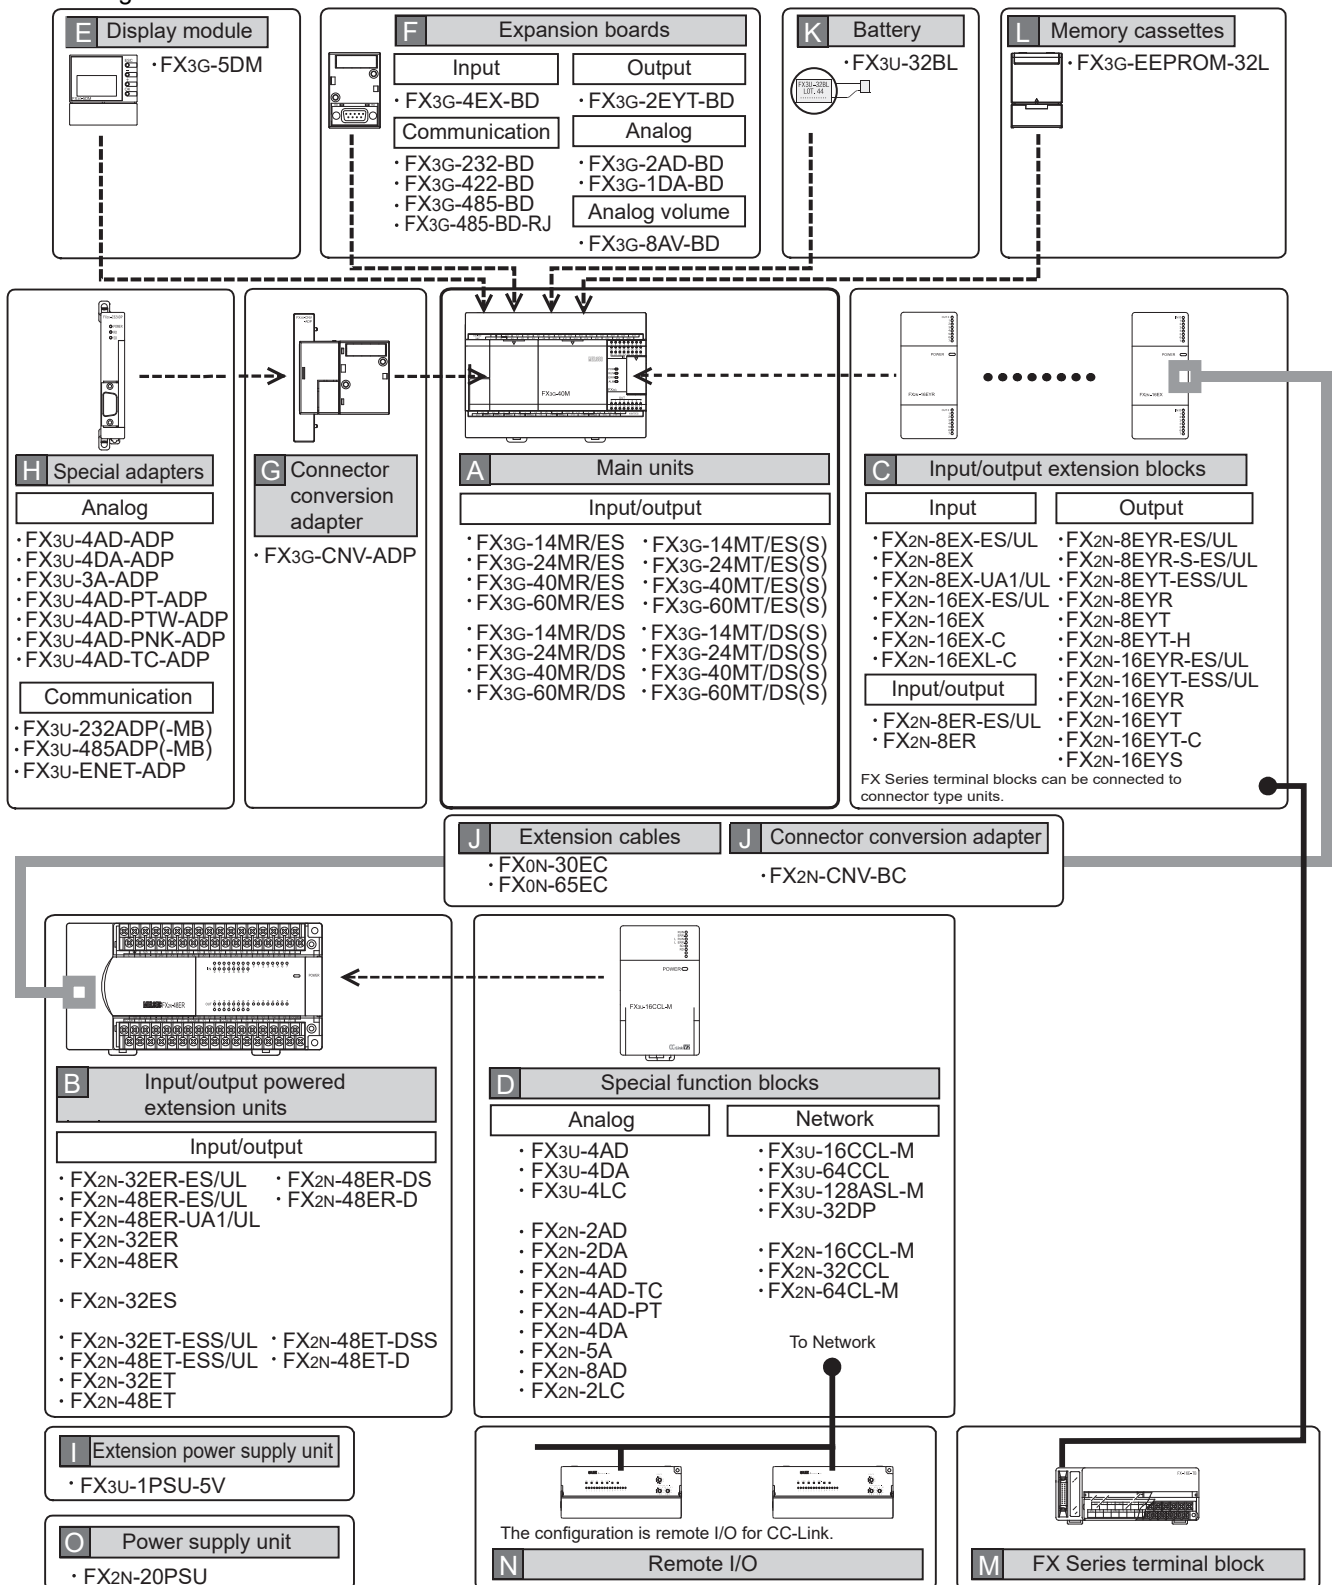 E Display module
·FX3G-5DM
F Expansion boards
Input
·FX3G-4EX-BD
Communication
·FX3G-232-BD
·FX3G-422-BD
·FX3G-485-BD
·FX3G-485-BD-RJ
Output
·FX3G-2EYT-BD
Analog
·FX3G-2AD-BD
·FX3G-1DA-BD
Analog volume
·FX3G-8AV-BD
K Battery
·FX3U-32BL
FX3U-32BL
LOT.44
L Memory cassettes
·FX3G-EEPROM-32L
H Special adapters
Analog
·FX3U-4AD-ADP
·FX3U-4DA-ADP
·FX3U-3A-ADP
·FX3U-4AD-PT-ADP
·FX3U-4AD-PTW-ADP
·FX3U-4AD-PNK-ADP
·FX3U-4AD-TC-ADP
Communication
·FX3U-232ADP(-MB)
·FX3U-485ADP(-MB)
·FX3U-ENET-ADP
G Connector
conversion
adapter
·FX3G-CNV-ADP
FX3G-40M
A Main units
Input/output
·FX3G-14MR/ES
·FX3G-24MR/ES
·FX3G-40MR/ES
·FX3G-60MR/ES
·FX3G-14MR/DS
·FX3G-24MR/DS
·FX3G-40MR/DS
·FX3G-60MR/DS
·FX3G-14MT/ES(S)
·FX3G-24MT/ES(S)
·FX3G-40MT/ES(S)
·FX3G-60MT/ES(S)
·FX3G-14MT/DS(S)
·FX3G-24MT/DS(S)
·FX3G-40MT/DS(S)
·FX3G-60MT/DS(S)
POWER
FX2N-16EYR
POWER
FX2N-16EX
C Input/output extension blocks
Input
·FX2N-8EX-ES/UL
·FX2N-8EX
·FX2N-8EX-UA1/UL
·FX2N-16EX-ES/UL
·FX2N-16EX
·FX2N-16EX-C
·FX2N-16EXL-C
Input/output
·FX2N-8ER-ES/UL
·FX2N-8ER
Output
·FX2N-8EYR-ES/UL
·FX2N-8EYR-S-ES/UL
·FX2N-8EYT-ESS/UL
·FX2N-8EYR
·FX2N-8EYT
·FX2N-8EYT-H
·FX2N-16EYR-ES/UL
·FX2N-16EYT-ESS/UL
·FX2N-16EYR
·FX2N-16EYT
·FX2N-16EYT-C
·FX2N-16EYS
FX Series terminal blocks can be connected to
connector type units.
J Extension cables
·FX0N-30EC
·FX0N-65EC
J Connector conversion adapter
·FX2N-CNV-BC
POWER
FX2N-48ER
B Input/output powered
extension units
Input/output
·FX2N-32ER-ES/UL
·FX2N-48ER-ES/UL
·FX2N-48ER-UA1/UL
·FX2N-32ER
·FX2N-48ER
·FX2N-32ES
·FX2N-32ET-ESS/UL
·FX2N-48ET-ESS/UL
·FX2N-32ET
·FX2N-48ET
·FX2N-48ER-DS
·FX2N-48ER-D
·FX2N-48ET-DSS
·FX2N-48ET-D
POWER
FX3U-16CCL-M
D Special function blocks
Analog
·FX3U-4AD
·FX3U-4DA
·FX3U-4LC
·FX2N-2AD
·FX2N-2DA
·FX2N-4AD
·FX2N-4AD-TC
·FX2N-4AD-PT
·FX2N-4DA
·FX2N-5A
·FX2N-8AD
·FX2N-2LC
Network
·FX3U-16CCL-M
·FX3U-64CCL
·FX3U-128ASL-M
·FX3U-32DP
·FX2N-16CCL-M
·FX2N-32CCL
·FX2N-64CL-M
To Network
I Extension power supply unit
·FX3U-1PSU-5V
O Power supply unit
·FX2N-20PSU
The configuration is remote I/O for CC-Link.
N Remote I/O
M FX Series terminal block